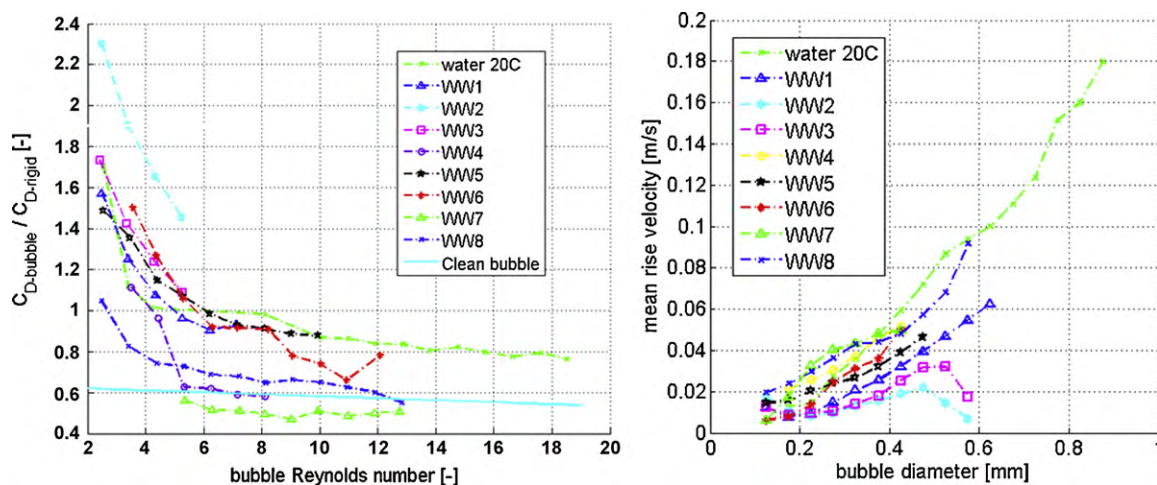 2.4
2.2
2
1.8
1.6
1.4
1.2
1
0.8
0.6
0.4
C_D-bubble / C_D-rigid [-]
2 4 6 8 10 12 14 16 18 20
bubble Reynolds number [-]
water 20C
WW1
WW2
WW3
WW4
WW5
WW6
WW7
WW8
Clean bubble
0.2
0.18
0.16
0.14
0.12
0.1
0.08
0.06
0.04
0.02
0
mean rise velocity [m/s]
0 0.2 0.4 0.6 0.8 1
bubble diameter [mm]
water 20C
WW1
WW2
WW3
WW4
WW5
WW6
WW7
WW8